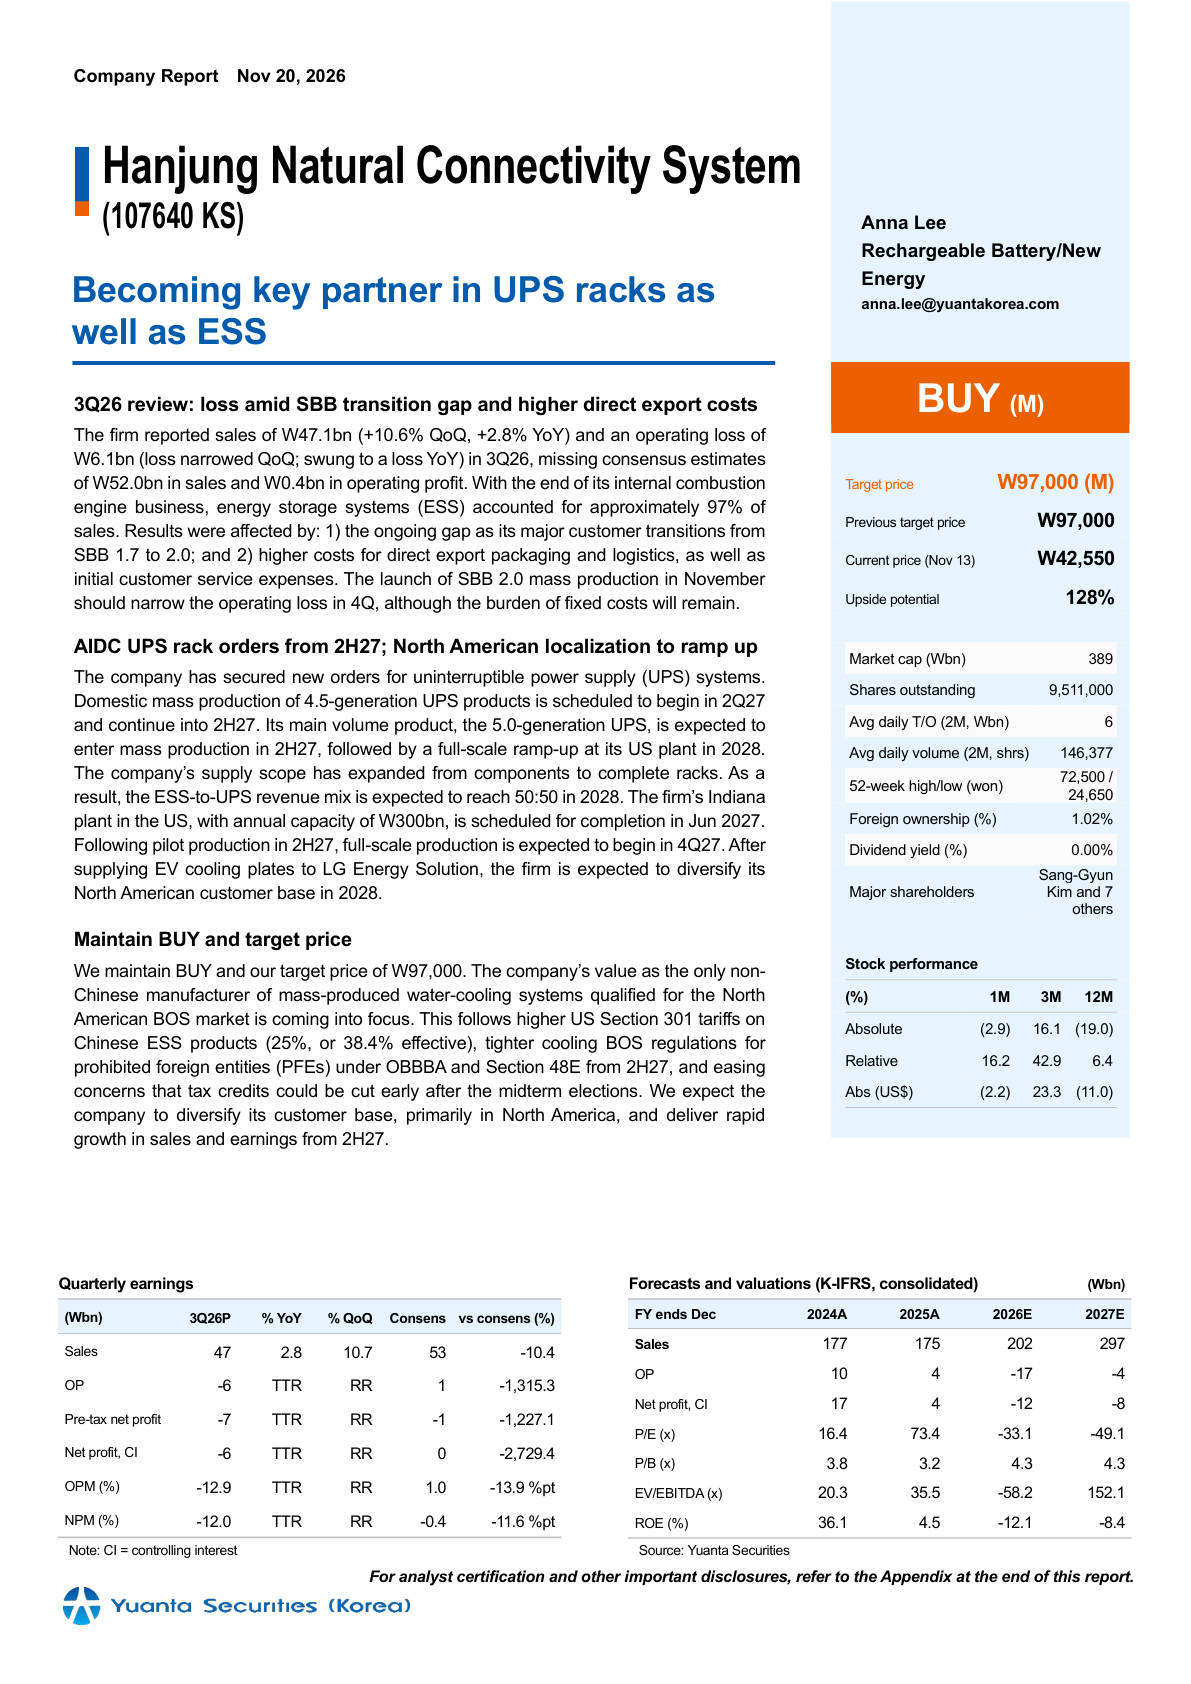 Company Report Nov 20, 2026
Hanjung Natural Connectivity System
(107640 KS)
Becoming key partner in UPS racks as
well as ESS
3Q26 review: loss amid SBB transition gap and higher direct export costs
The firm reported sales of W47.1bn (+10.6% QoQ, +2.8% YoY) and an operating loss of
W6.1bn (loss narrowed QoQ; swung to a loss YoY) in 3Q26, missing consensus estimates
of W52.0bn in sales and W0.4bn in operating profit. With the end of its internal combustion
engine business, energy storage systems (ESS) accounted for approximately 97% of
sales. Results were affected by: 1) the ongoing gap as its major customer transitions from
SBB 1.7 to 2.0; and 2) higher costs for direct export packaging and logistics, as well as
initial customer service expenses. The launch of SBB 2.0 mass production in November
should narrow the operating loss in 4Q, although the burden of fixed costs will remain.
AIDC UPS rack orders from 2H27; North American localization to ramp up
The company has secured new orders for uninterruptible power supply (UPS) systems.
Domestic mass production of 4.5-generation UPS products is scheduled to begin in 2Q27
and continue into 2H27. Its main volume product, the 5.0-generation UPS, is expected to
enter mass production in 2H27, followed by a full-scale ramp-up at its US plant in 2028.
The company's supply scope has expanded from components to complete racks. As a
result, the ESS-to-UPS revenue mix is expected to reach 50:50 in 2028. The firm's Indiana
plant in the US, with annual capacity of W300bn, is scheduled for completion in Jun 2027.
Following pilot production in 2H27, full-scale production is expected to begin in 4Q27. After
supplying EV cooling plates to LG Energy Solution, the firm is expected to diversify its
North American customer base in 2028.
Maintain BUY and target price
We maintain BUY and our target price of W97,000. The company's value as the only non-
Chinese manufacturer of mass-produced water-cooling systems qualified for the North
American BOS market is coming into focus. This follows higher US Section 301 tariffs on
Chinese ESS products (25%, or 38.4% effective), tighter cooling BOS regulations for
prohibited foreign entities (PFEs) under OBBBA and Section 48E from 2H27, and easing
concerns that tax credits could be cut early after the midterm elections. We expect the
company to diversify its customer base, primarily in North America, and deliver rapid
growth in sales and earnings from 2H27.
Anna Lee
Rechargeable Battery/New
Energy
anna.lee@yuantakorea.com
BUY (M)
Target price W97,000 (M)
Previous target price W97,000
Current price (Nov 13) W42,550
Upside potential 128%
Market cap (Wbn) 389
Shares outstanding 9,511,000
Avg daily T/O (2M, Wbn) 6
Avg daily volume (2M, shrs) 146,377
52-week high/low (won) 72,500 /
24,650
Foreign ownership (%) 1.02%
Dividend yield (%) 0.00%
Major shareholders Sang-Gyun
Kim and 7
others
Stock performance
(%) 1M 3M 12M
Absolute (2.9) 16.1 (19.0)
Relative 16.2 42.9 6.4
Abs (US$) (2.2) 23.3 (11.0)
Quarterly earnings
(Wbn) 3Q26P % YoY % QoQ Consens vs consens (%)
Sales 47 2.8 10.7 53 -10.4
OP -6 TTR RR 1 -1,315.3
Pre-tax net profit -7 TTR RR -1 -1,227.1
Net profit, CI -6 TTR RR 0 -2,729.4
OPM (%) -12.9 TTR RR 1.0 -13.9 %pt
NPM (%) -12.0 TTR RR -0.4 -11.6 %pt
Note: CI = controlling interest
Forecasts and valuations (K-IFRS, consolidated) (Wbn)
FY ends Dec 2024A 2025A 2026E 2027E
Sales 177 175 202 297
OP 10 4 -17 -4
Net profit, CI 17 4 -12 -8
P/E (x) 16.4 73.4 -33.1 -49.1
P/B (x) 3.8 3.2 4.3 4.3
EV/EBITDA (x) 20.3 35.5 -58.2 152.1
ROE (%) 36.1 4.5 -12.1 -8.4
Source: Yuanta Securities
For analyst certification and other important disclosures, refer to the Appendix at the end of this report.
Yuanta Securities (Korea)